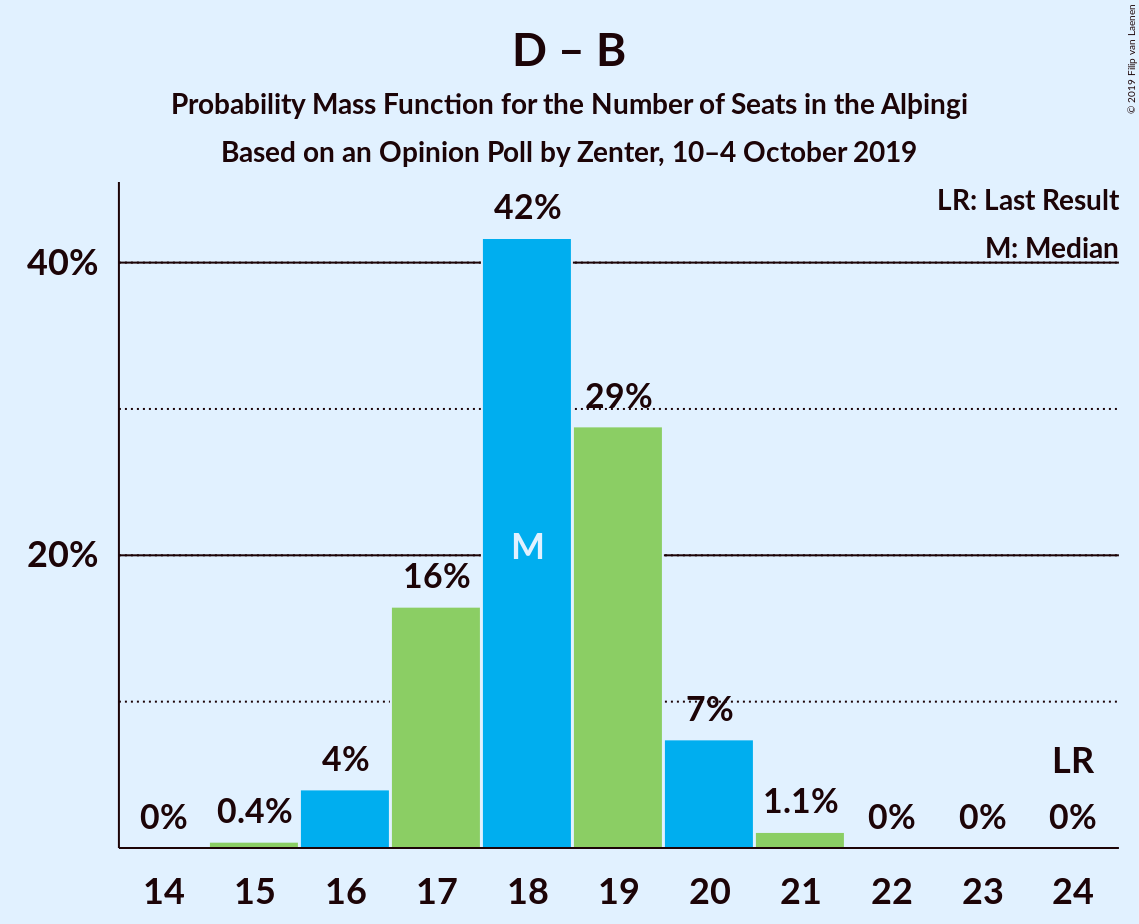 D – B
Probability Mass Function for the Number of Seats in the Alþingi
Based on an Opinion Poll by Zenter, 10–4 October 2019
© 2019 Filip van Laenen
LR: Last Result
M: Median
40%
20%
0%
0.4%
4%
16%
42%
29%
7%
1.1%
0%
0%
0%
LR
M
14 15 16 17 18 19 20 21 22 23 24